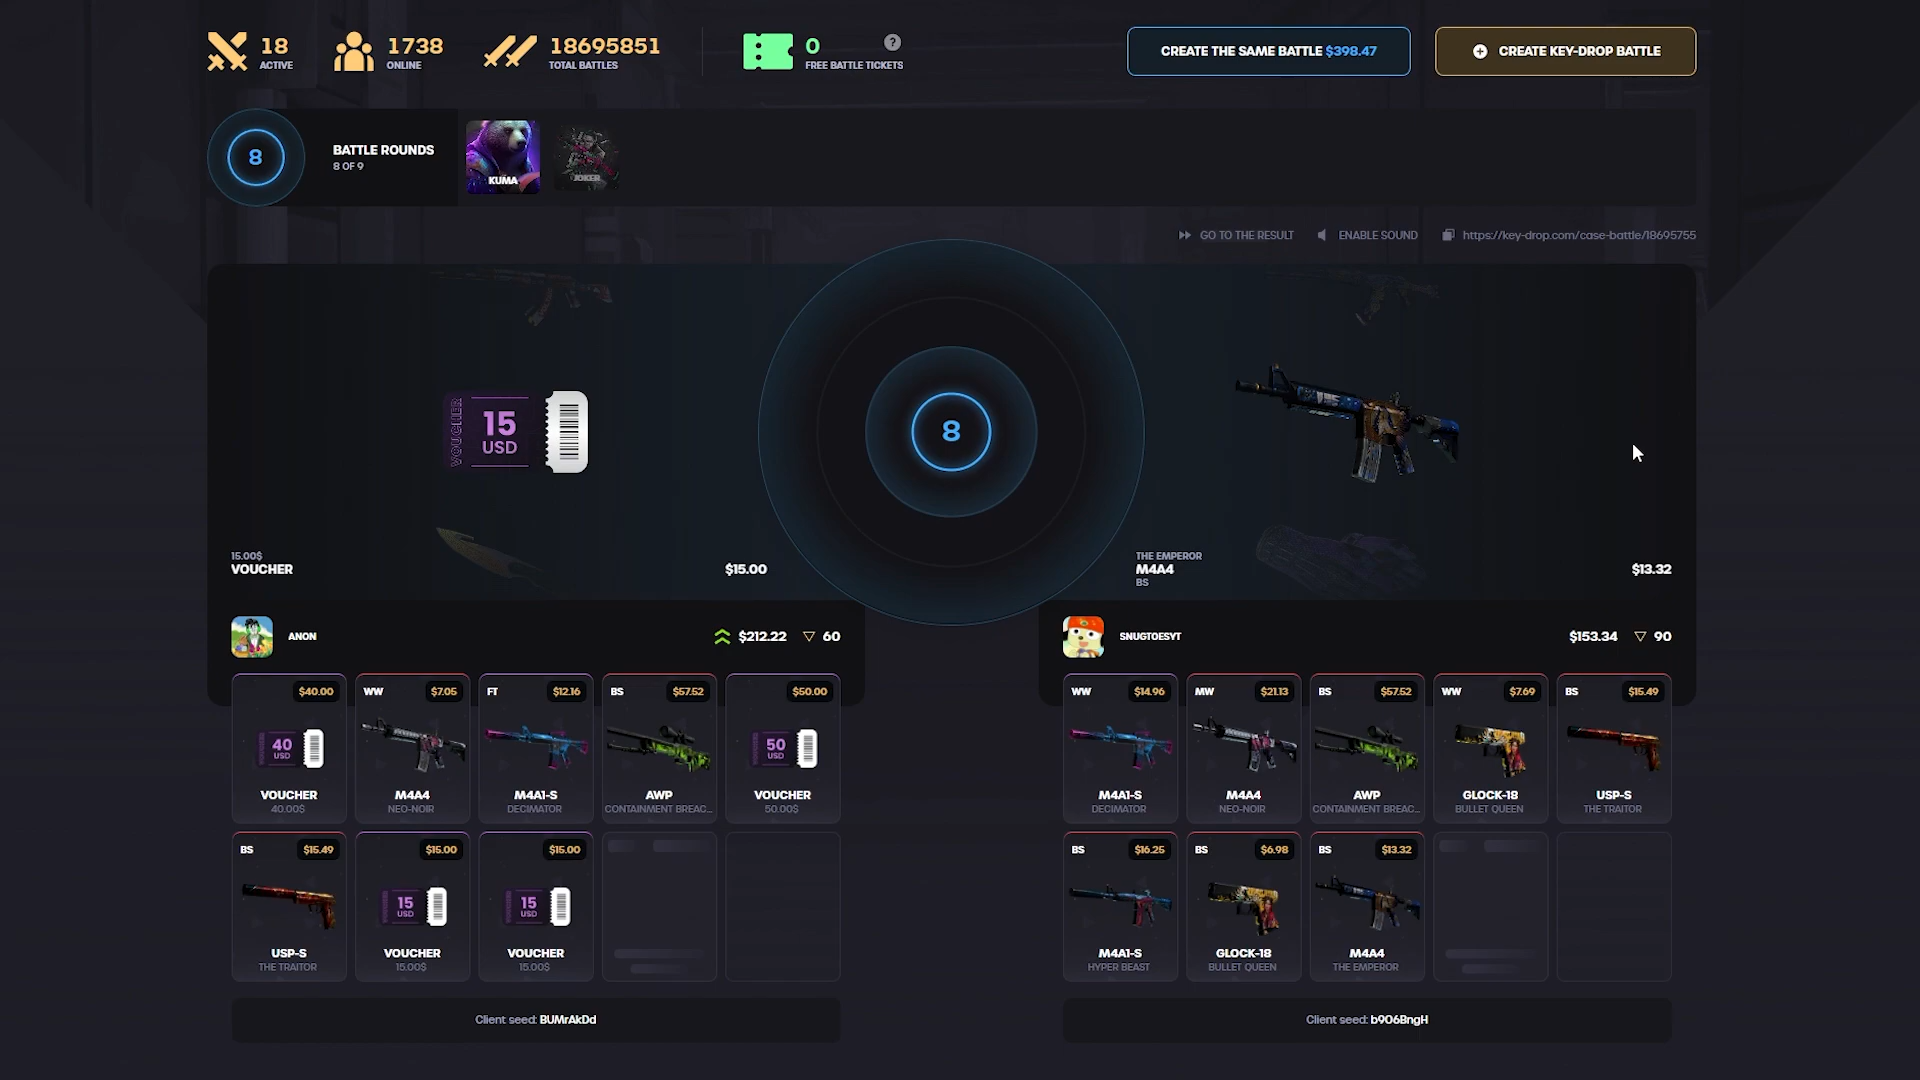 18
ACTIVE
1738
ONLINE
18695851
TOTAL BATTLES
0
FREE BATTLE TICKETS
?
CREATE THE SAME BATTLE $398.47
CREATE KEY-DROP BATTLE
8
BATTLE ROUNDS
8 OF 9
KUMA
JOKER
GO TO THE RESULT
ENABLE SOUND
https://key-drop.com/case-battle/18695755
VOUCHER
15
USD
8
15.00$
VOUCHER
$15.00
THE EMPEROR
M4A4
BS
$13.32
ANON
$212.22
60
SNUGTOESYT
$153.34
90
$40.00
40
USD
VOUCHER
40.00$
WW
$7.05
M4A4
NEO-NOIR
FT
$12.16
M4A1-S
DECIMATOR
BS
$57.52
AWP
CONTAINMENT BREAC...
$50.00
50
USD
VOUCHER
50.00$
WW
$14.96
M4A1-S
DECIMATOR
MW
$21.13
M4A4
NEO-NOIR
BS
$57.52
AWP
CONTAINMENT BREAC...
WW
$7.69
GLOCK-18
BULLET QUEEN
BS
$15.49
USP-S
THE TRAITOR
BS
$15.49
USP-S
THE TRAITOR
$15.00
15
USD
VOUCHER
15.00$
$15.00
15
USD
VOUCHER
15.00$
BS
$16.25
M4A1-S
HYPER BEAST
BS
$6.98
GLOCK-18
BULLET QUEEN
BS
$13.32
M4A4
THE EMPEROR
Client seed: BUMrAkDd
Client seed: b906BngH